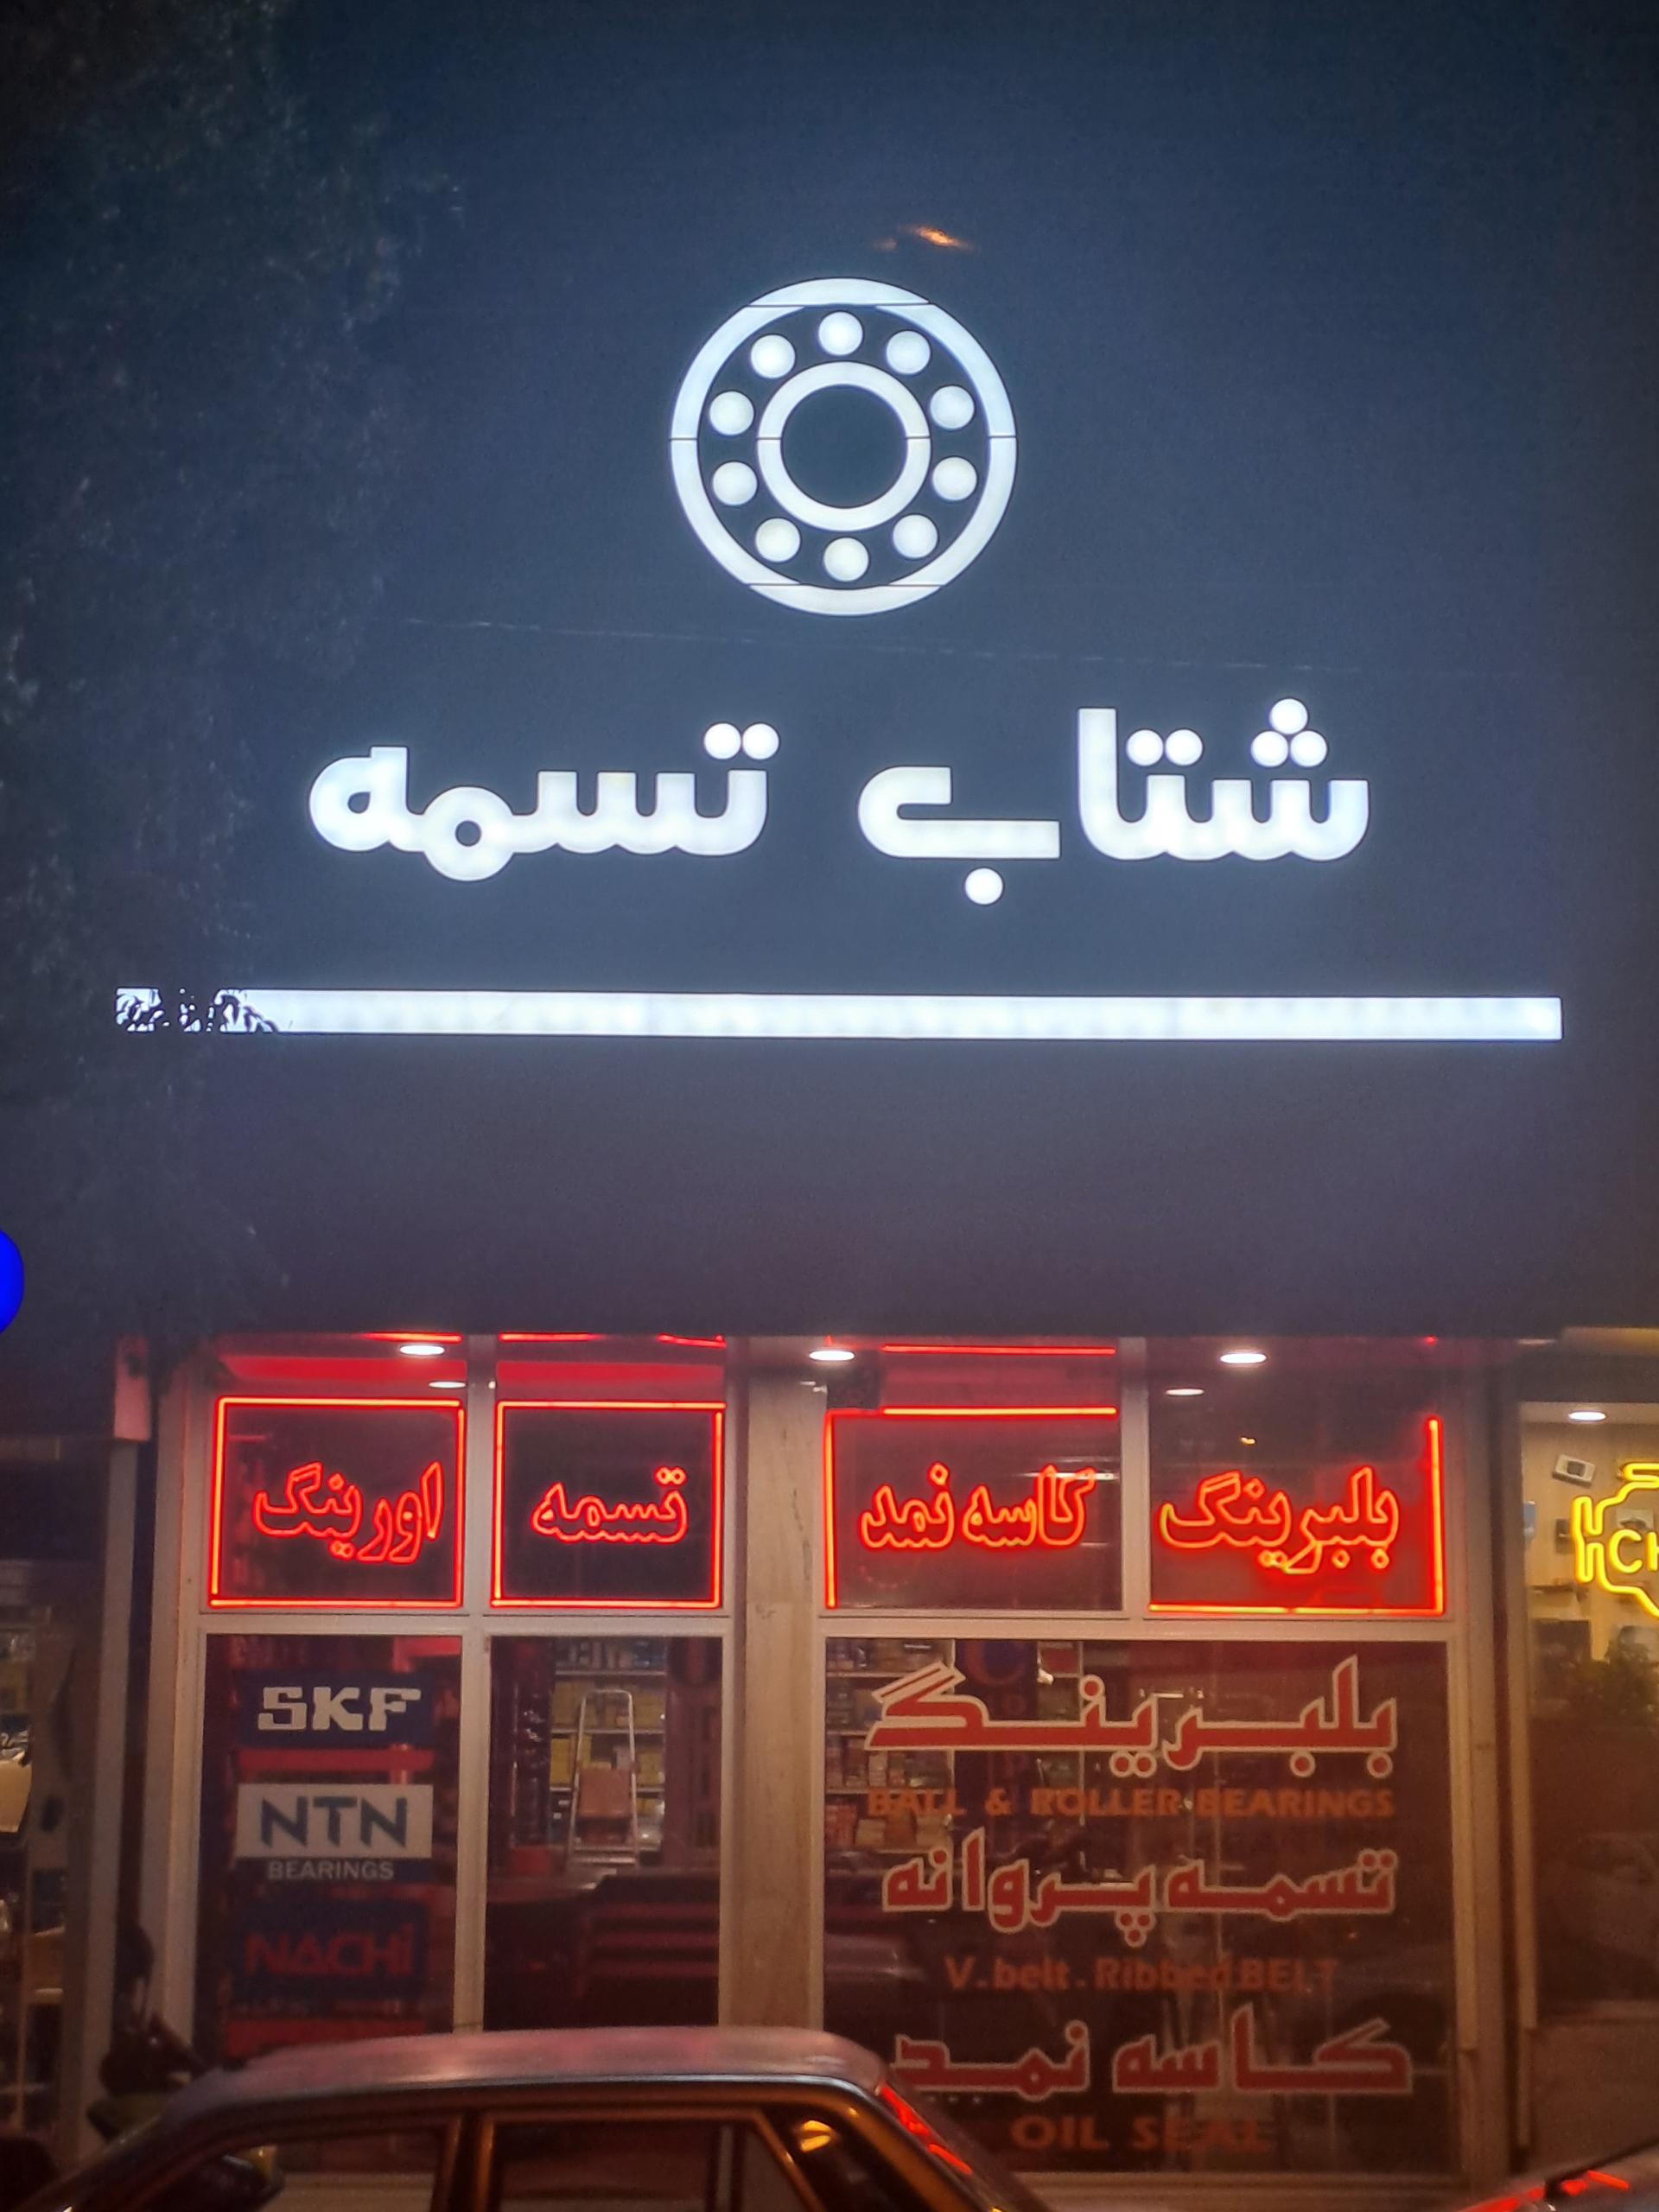 شتاب تسمه
بلبرینگ
کاسه نمد
تسمه
اورینگ
CH
بلبرینگ
BALL & ROLLER BEARINGS
تسمه پروانه
V.belt - Ribbed BELT
کاسه نمد
OIL SEAL
SKF
NTN
BEARINGS
NACHi